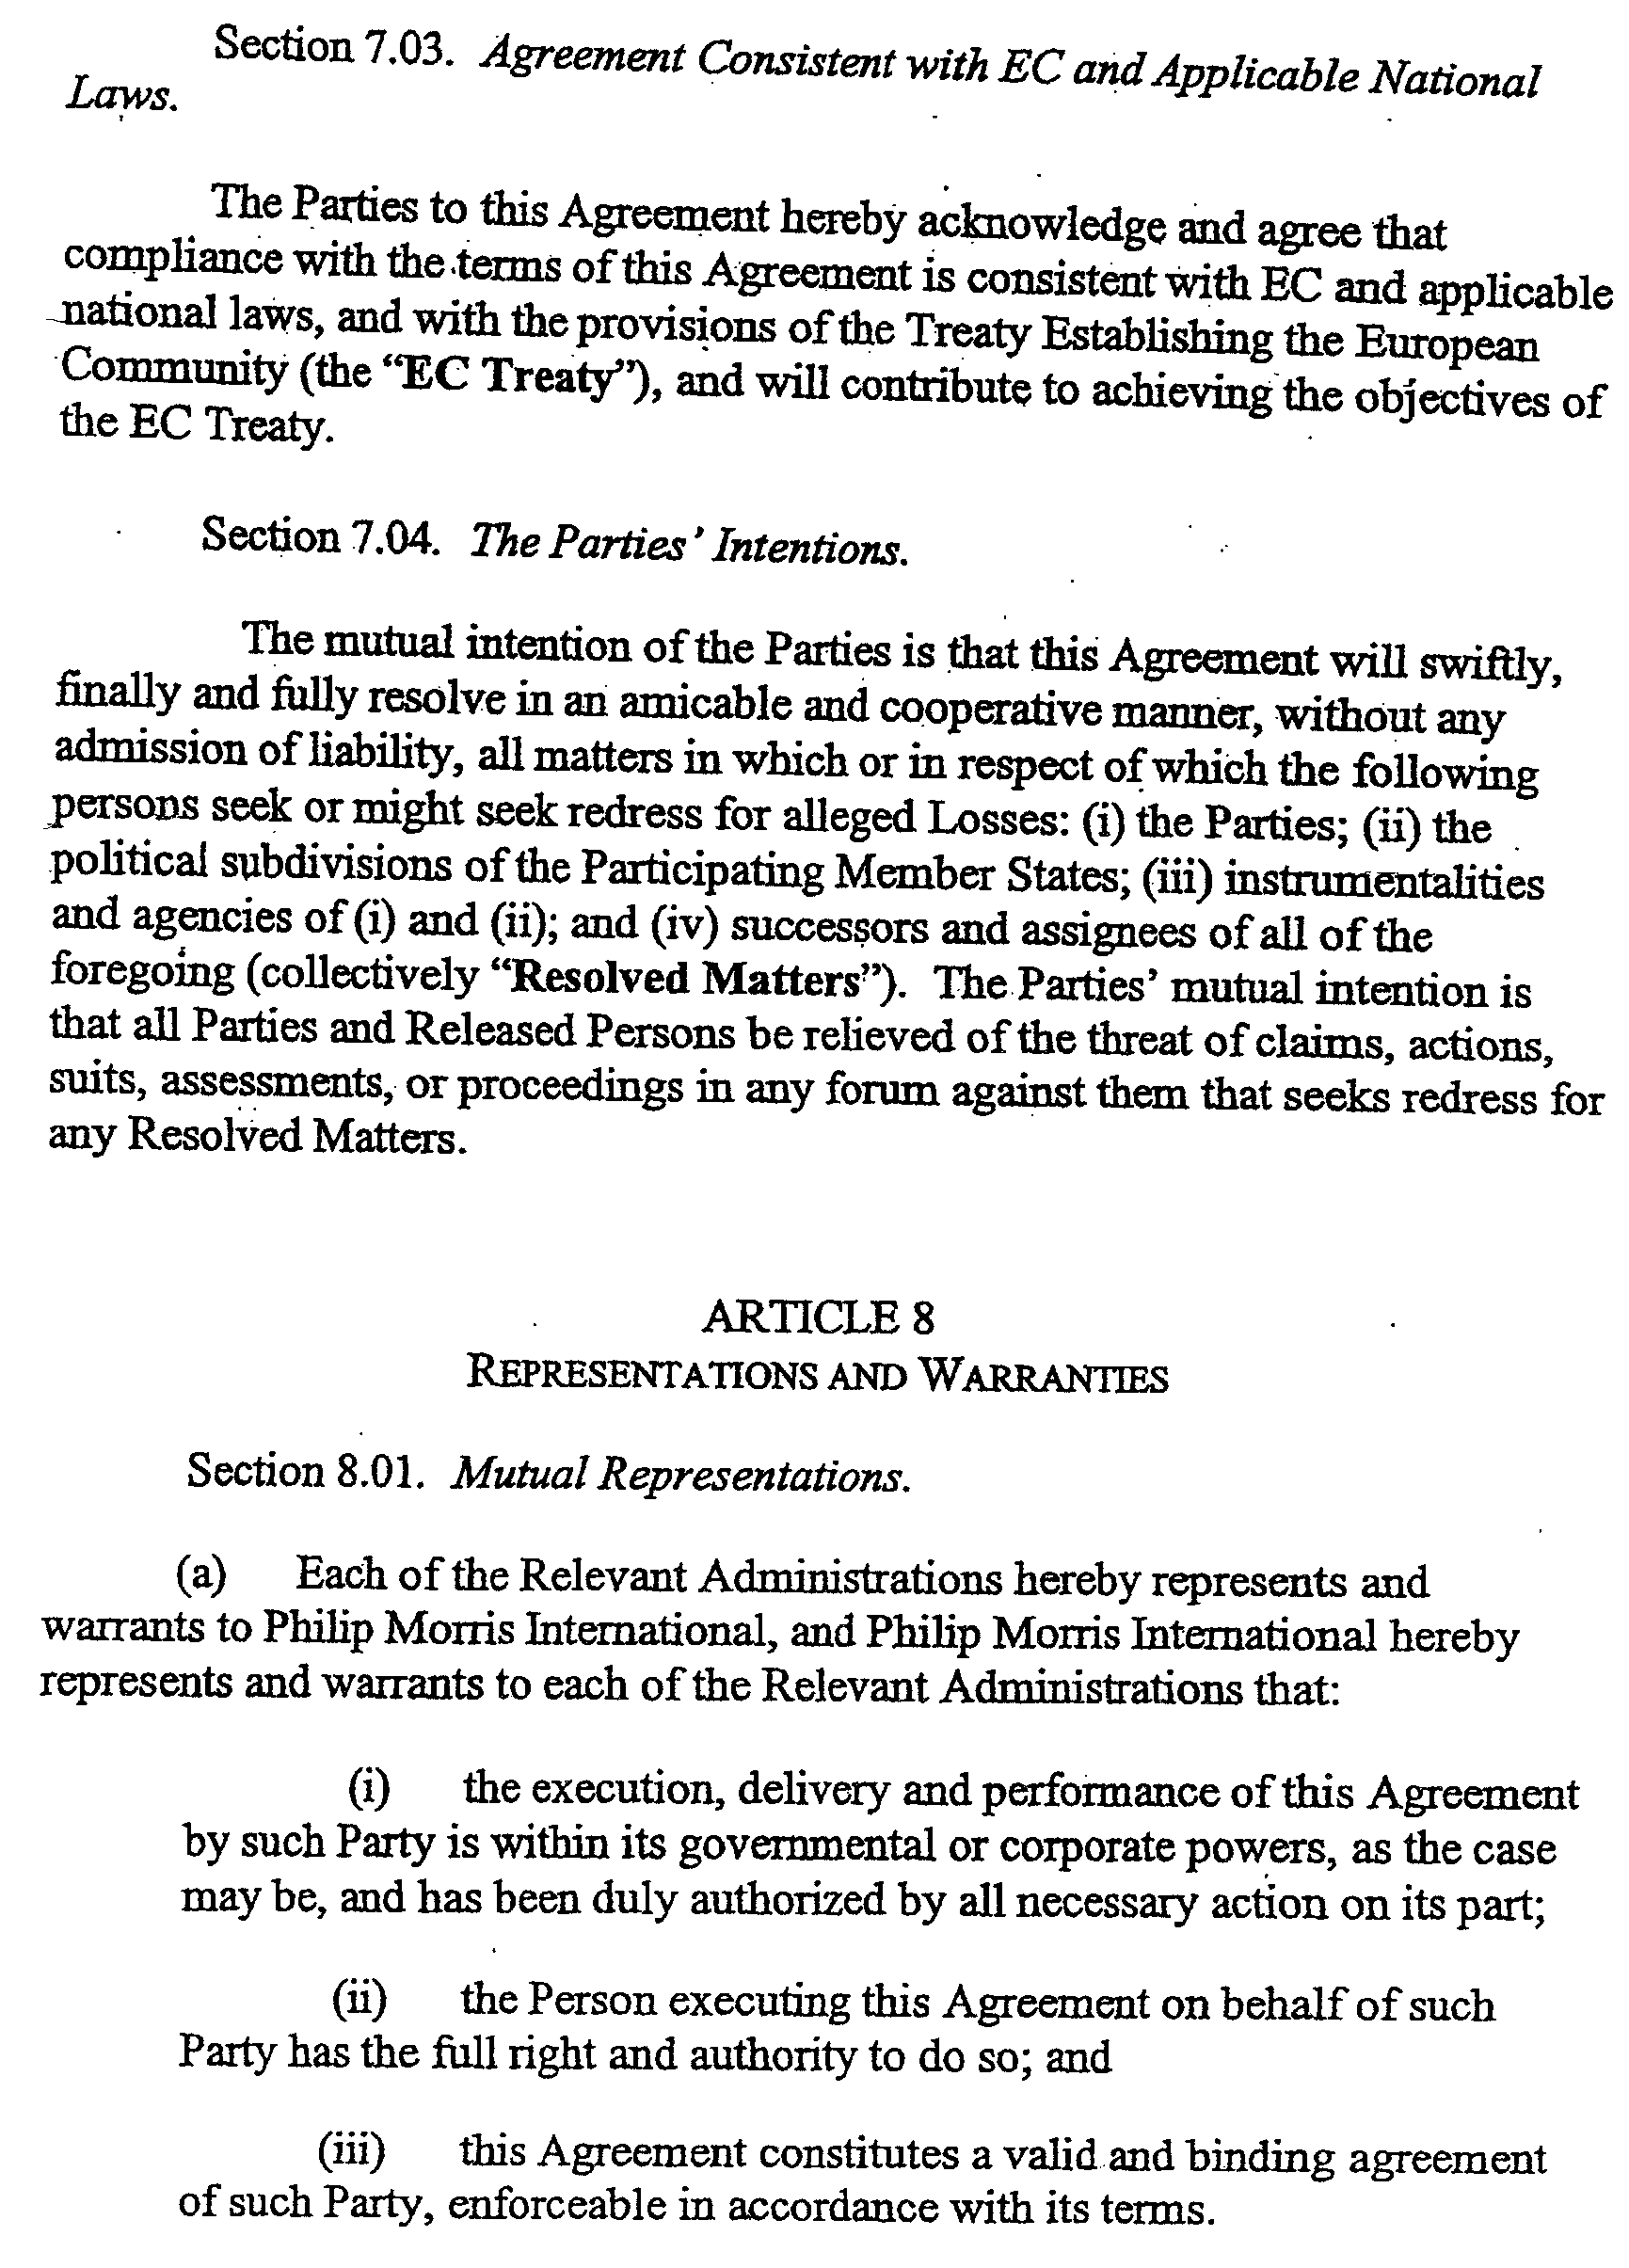 Section 7.03. Agreement Consistent with EC and Applicable National
Laws.
The Parties to this Agreement hereby acknowledge and agree that
compliance with the terms of this Agreement is consistent with EC and applicable
national laws, and with the provisions of the Treaty Establishing the European
Community (the “EC Treaty”), and will contribute to achieving the objectives of
the EC Treaty.
Section 7.04. The Parties’ Intentions.
The mutual intention of the Parties is that this Agreement will swiftly,
finally and fully resolve in an amicable and cooperative manner, without any
admission of liability, all matters in which or in respect of which the following
persons seek or might seek redress for alleged Losses: (i) the Parties; (ii) the
political subdivisions of the Participating Member States; (iii) instrumentalities
and agencies of (i) and (ii); and (iv) successors and assignees of all of the
foregoing (collectively “Resolved Matters”). The Parties’ mutual intention is
that all Parties and Released Persons be relieved of the threat of claims, actions,
suits, assessments, or proceedings in any forum against them that seeks redress for
any Resolved Matters.
ARTICLE 8
REPRESENTATIONS AND WARRANTIES
Section 8.01. Mutual Representations.
(a) Each of the Relevant Administrations hereby represents and
warrants to Philip Morris International, and Philip Morris International hereby
represents and warrants to each of the Relevant Administrations that:
(i) the execution, delivery and performance of this Agreement
by such Party is within its governmental or corporate powers, as the case
may be, and has been duly authorized by all necessary action on its part;
(ii) the Person executing this Agreement on behalf of such
Party has the full right and authority to do so; and
(iii) this Agreement constitutes a valid and binding agreement
of such Party, enforceable in accordance with its terms.